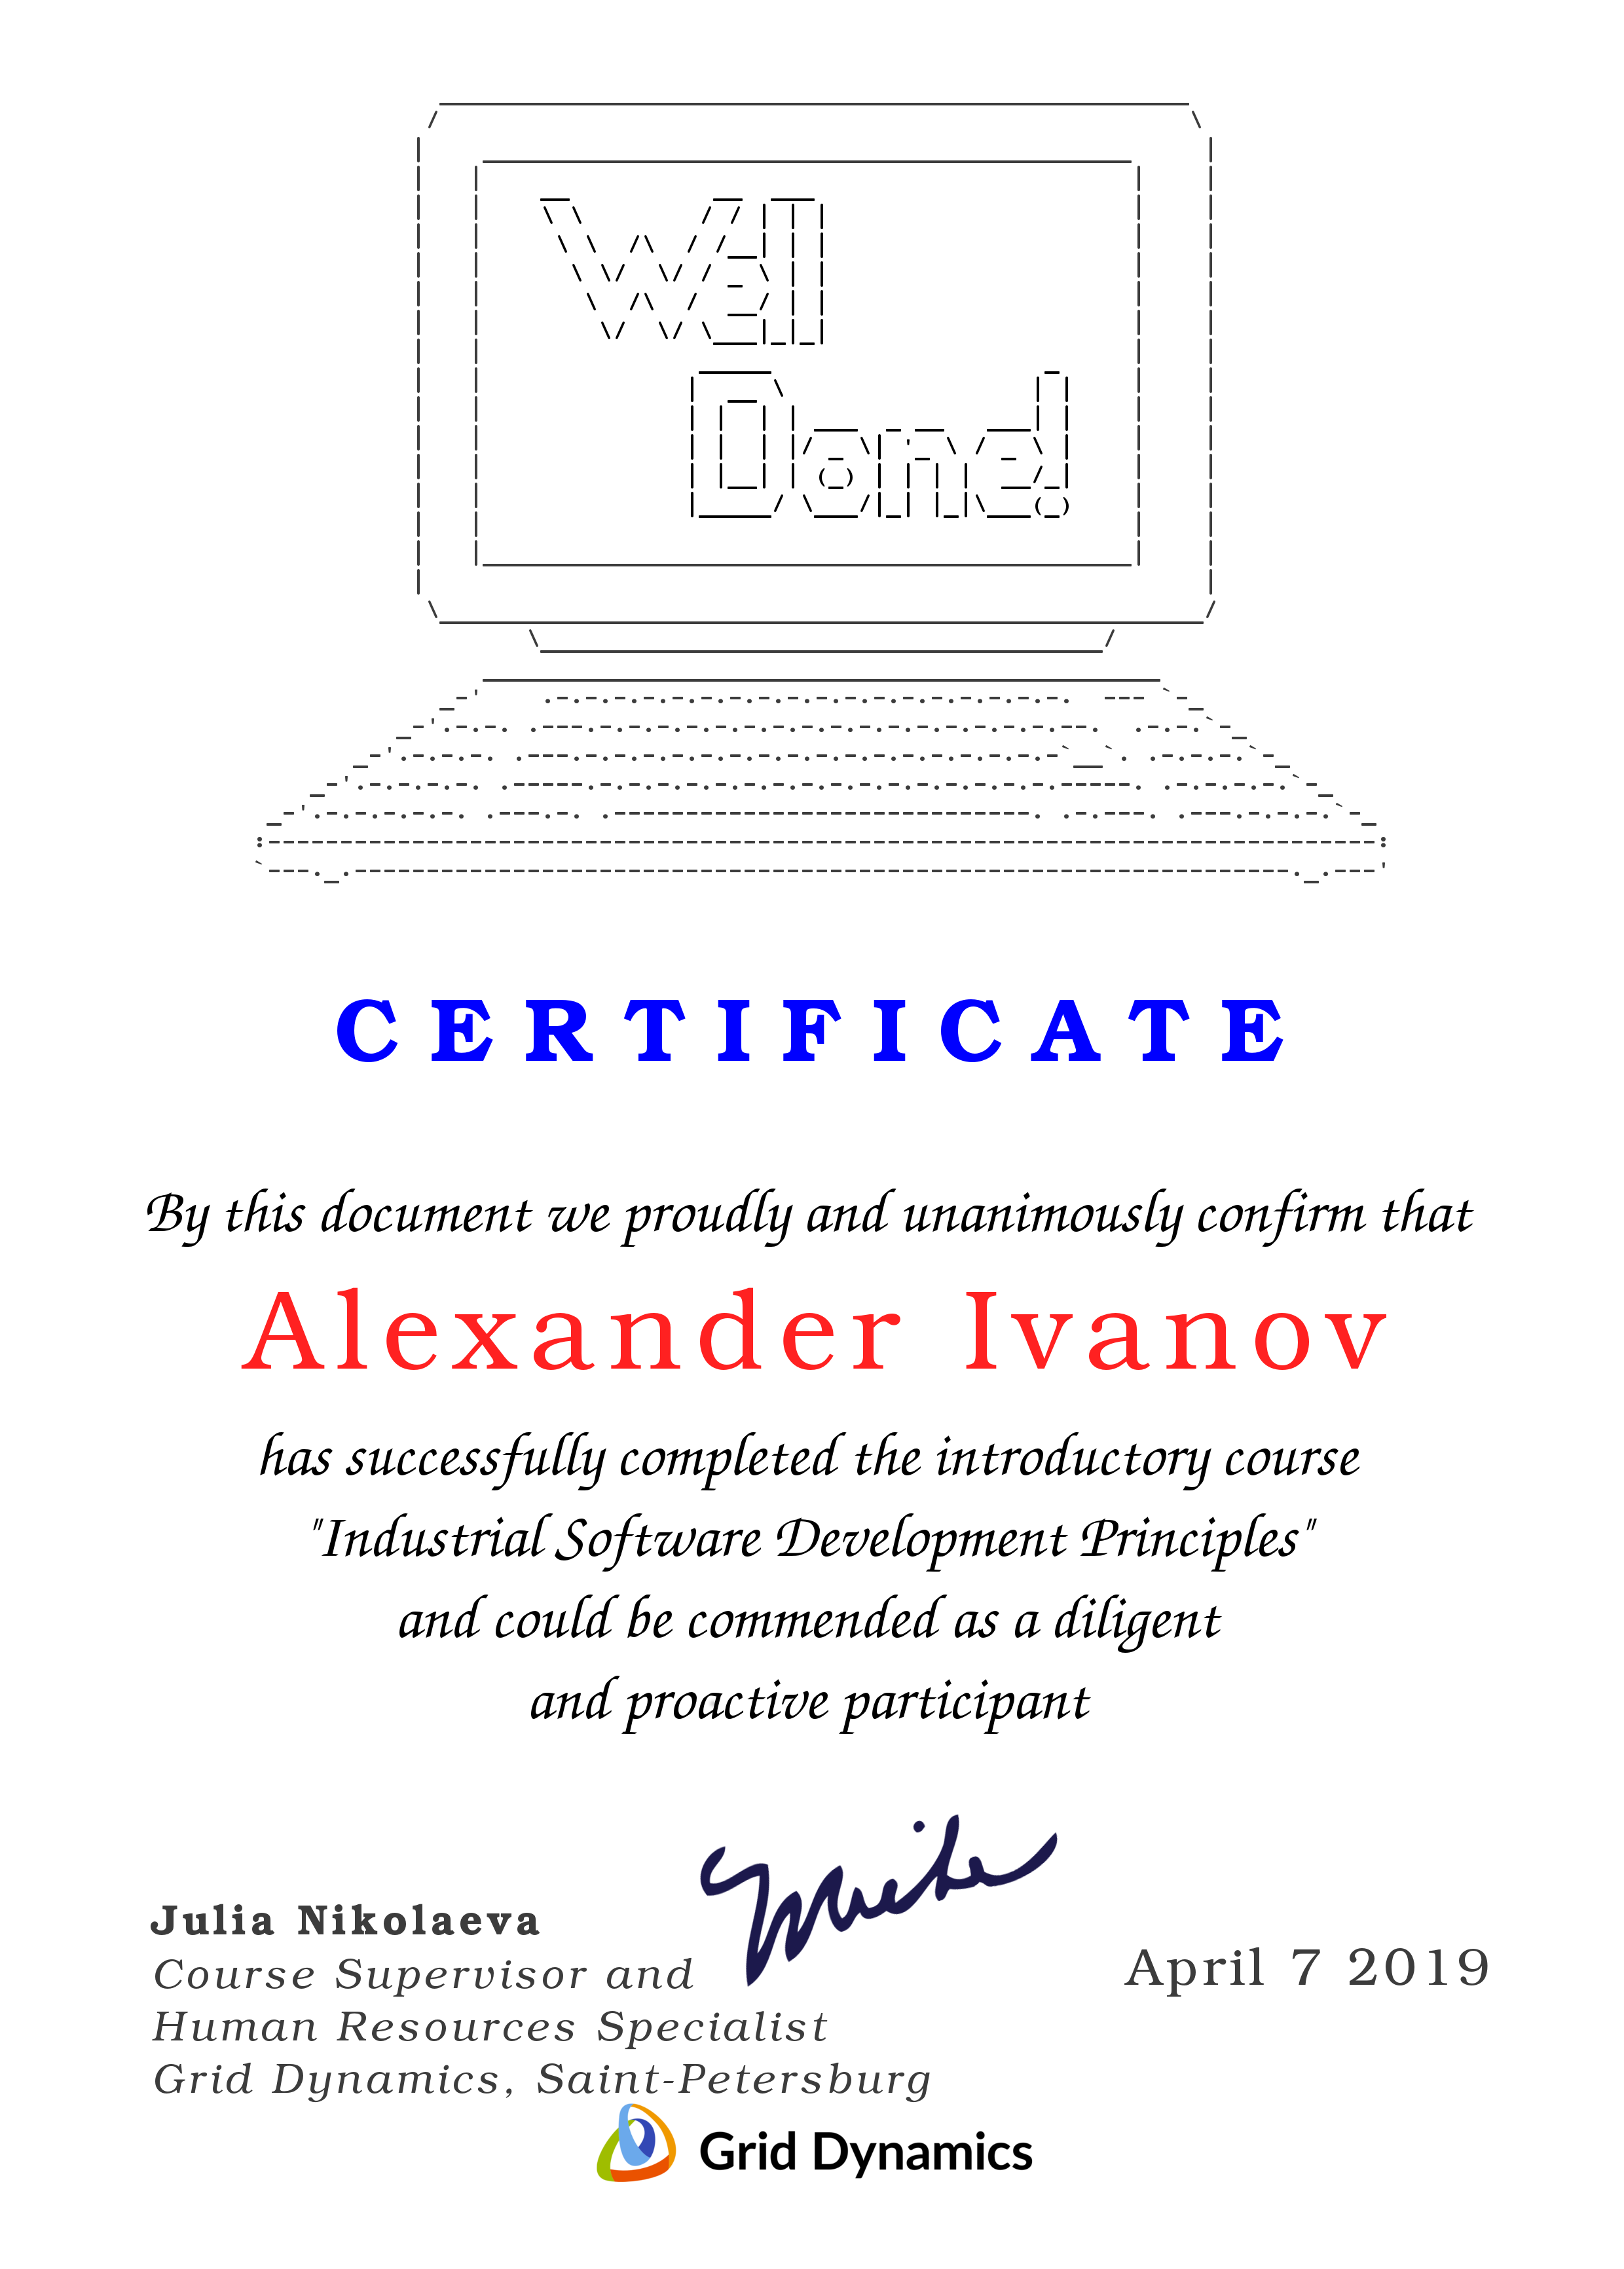 Well
Done!
CERTIFICATE
By this document we proudly and unanimously confirm that
Alexander Ivanov
has successfully completed the introductory course
"Industrial Software Development Principles"
and could be commended as a diligent
and proactive participant
Julia Nikolaeva
Course Supervisor and
Human Resources Specialist
Grid Dynamics, Saint-Petersburg
April 7 2019
Grid Dynamics